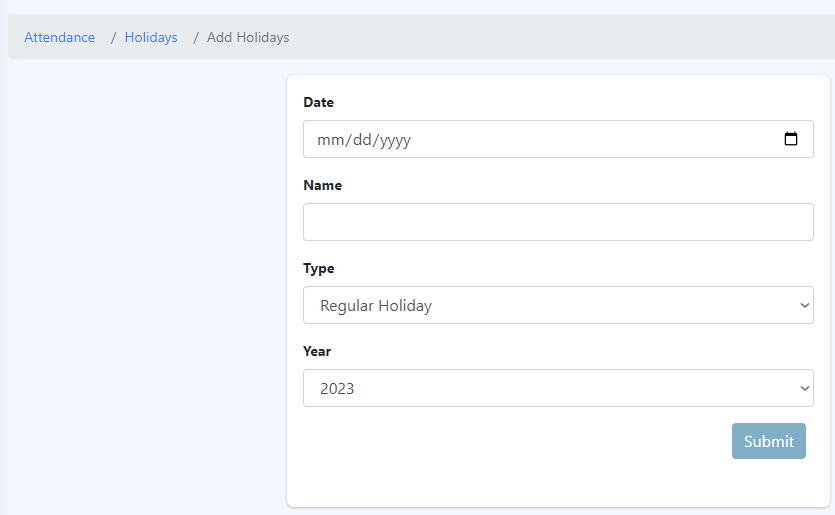 Attendance / Holidays / Add Holidays
Date
mm/dd/yyyy
Name
Type
Regular Holiday
Year
2023
Submit